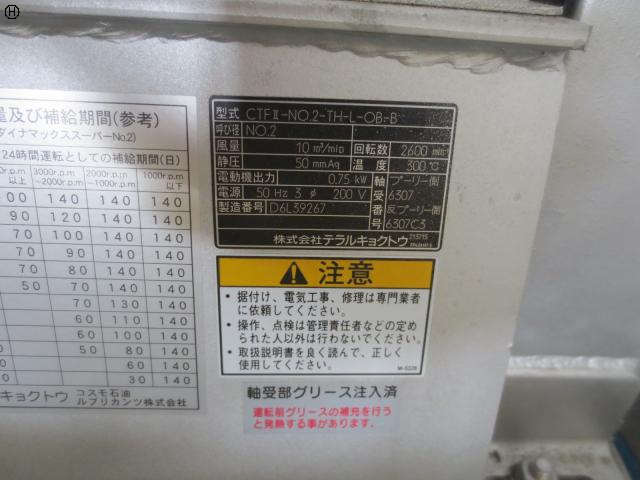 量及び補給期間(参考)
ダイナマックススーパーNo.2)
24時間運転としての補給期間(日)
r.p.m 以上 3000r.p.m ~2000r.p.m 2000r.p.m ~1000r.p.m 1000r.p.m 以下
00 140 140 140
90 120 140 140
70 100 140 140
70 90 140
70 80 140
50 70 140
70 130 140
60 110 140
60 100 140
50 80 140
60 140
30 140
キョクトウ コスモ石油
ルブリカンツ株式会社
型式 CTFⅡ-NO.2-TH-L-OB-B
呼び径 NO.2
風量 10 m³/min 回転数 2600 min⁻¹
静圧 50 mmAq 温度 300 ℃
電動機出力 0.75 kW 軸 プーリー側
電源 50 Hz 3 φ 200 V 受 6307
製造番号 D6L39267 番 反プーリー側
号 6307C3
株式会社テラルキョクトウ
注意
• 据付け、電気工事、修理は専門業者
に依頼してください。
• 操作、点検は管理責任者などの定め
られた人以外は行わないでください。
• 取扱説明書を良く読んで、正しく
使用してください。
軸受部グリース注入済
運転前グリースの補充を行う
と発熱する事があります。